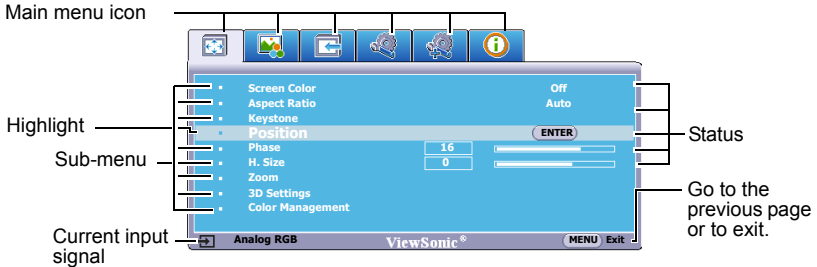 Main menu icon
Screen Color Off
Aspect Ratio Auto
Keystone
Highlight
Position ENTER
Status
Phase 16
Sub-menu
H. Size 0
Zoom
3D Settings
Color Management
Go to the
previous page
or to exit.
Current input
signal
Analog RGB ViewSonic® MENU Exit